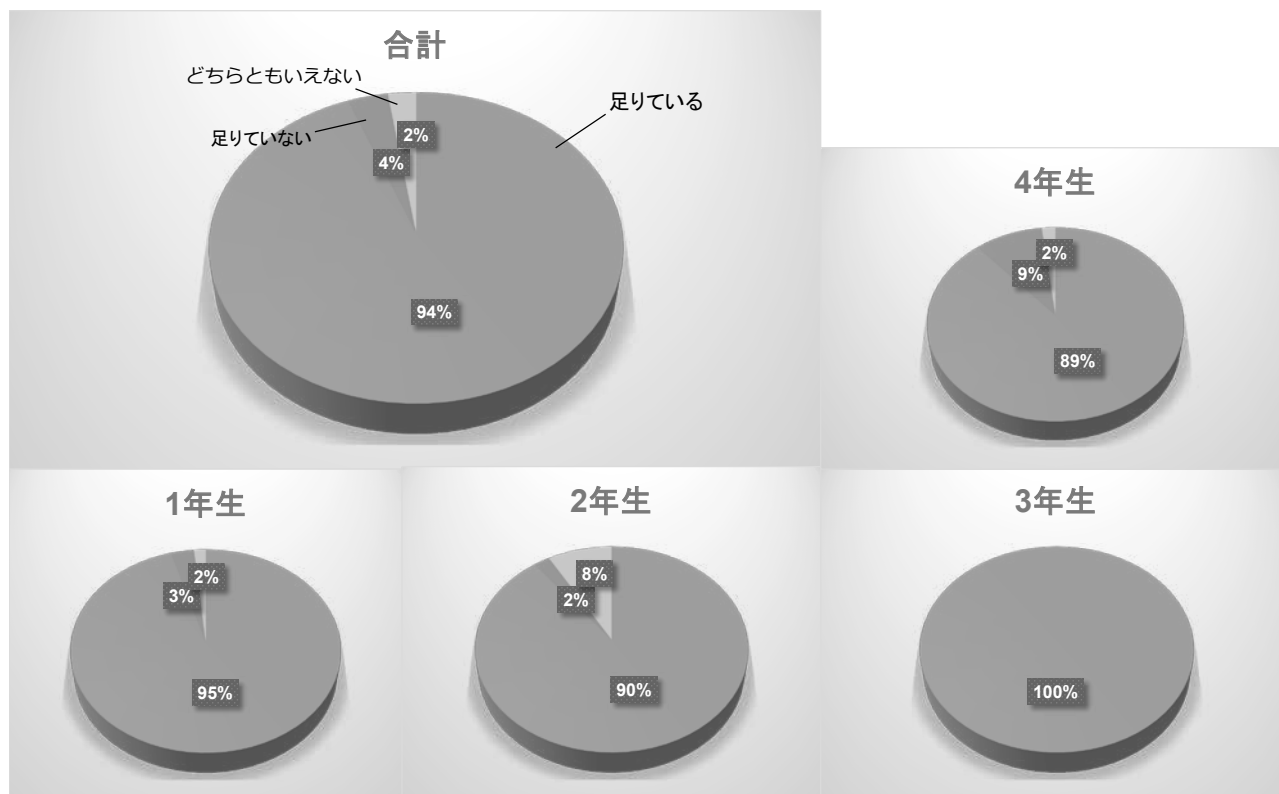 合計
どちらともいえない
足りている
足りていない
2%
4%
94%
4年生
2%
9%
89%
1年生
2%
3%
95%
2年生
8%
2%
90%
3年生
100%